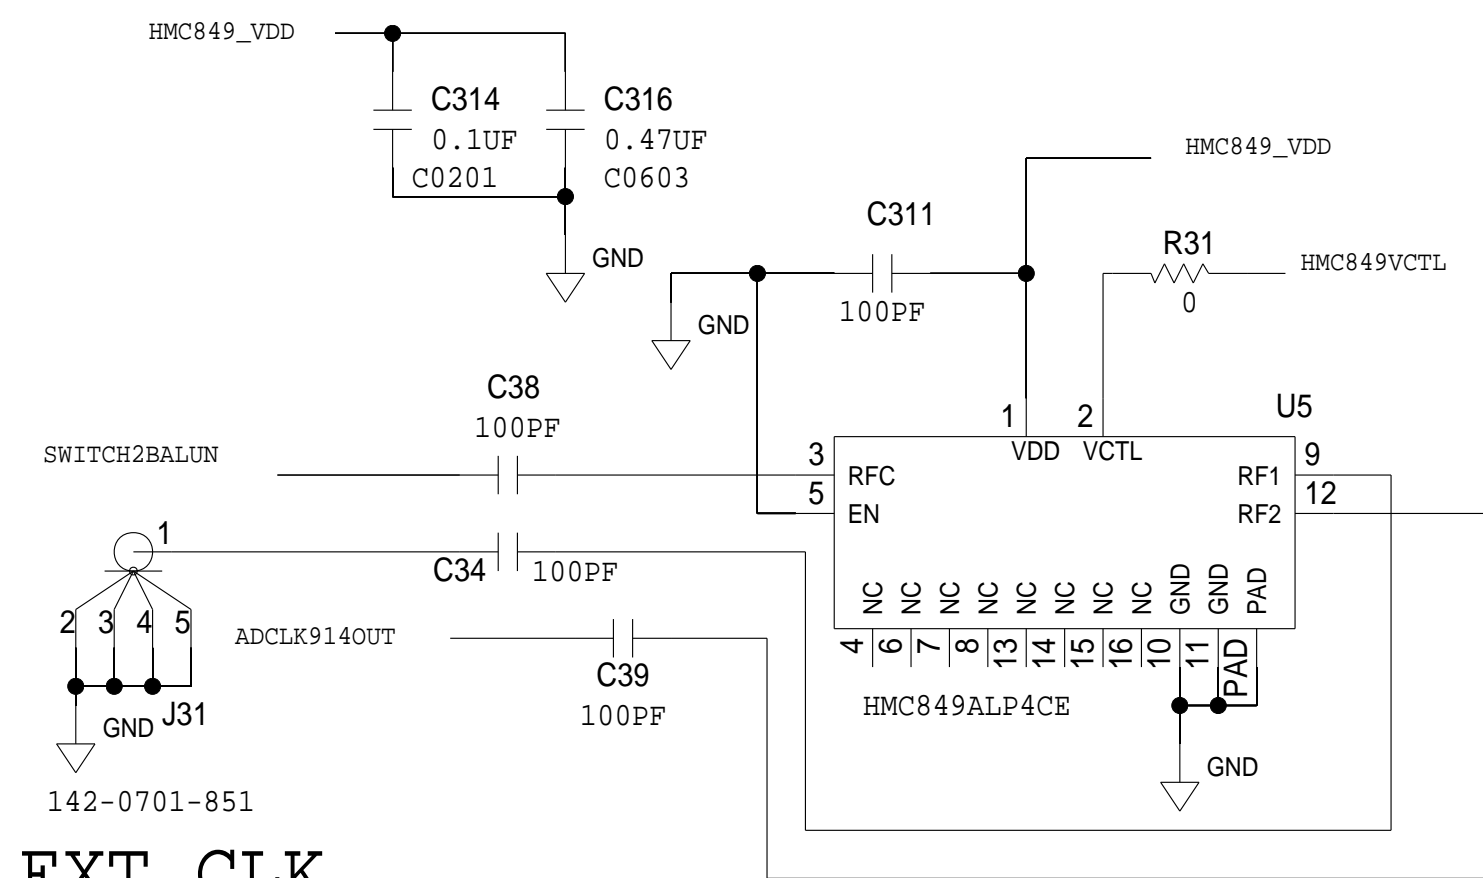 HMC849_VDD
C314
0.1UF
C0201
C316
0.47UF
C0603
GND
HMC849_VDD
C311
100PF
GND
R31
0
HMC849VCTL
C38
100PF
SWITCH2BALUN
U5
1
2
VDD
VCTL
3
RFC
5
EN
9
RF1
12
RF2
1
C34
100PF
2
3
4
5
J31
GND
142-0701-851
ADCLK914OUT
C39
100PF
NC
NC
NC
NC
NC
NC
NC
NC
GND
GND
PAD
4
6
7
8
13
14
15
16
10
11
PAD
HMC849ALP4CE
GND
EXT CLK